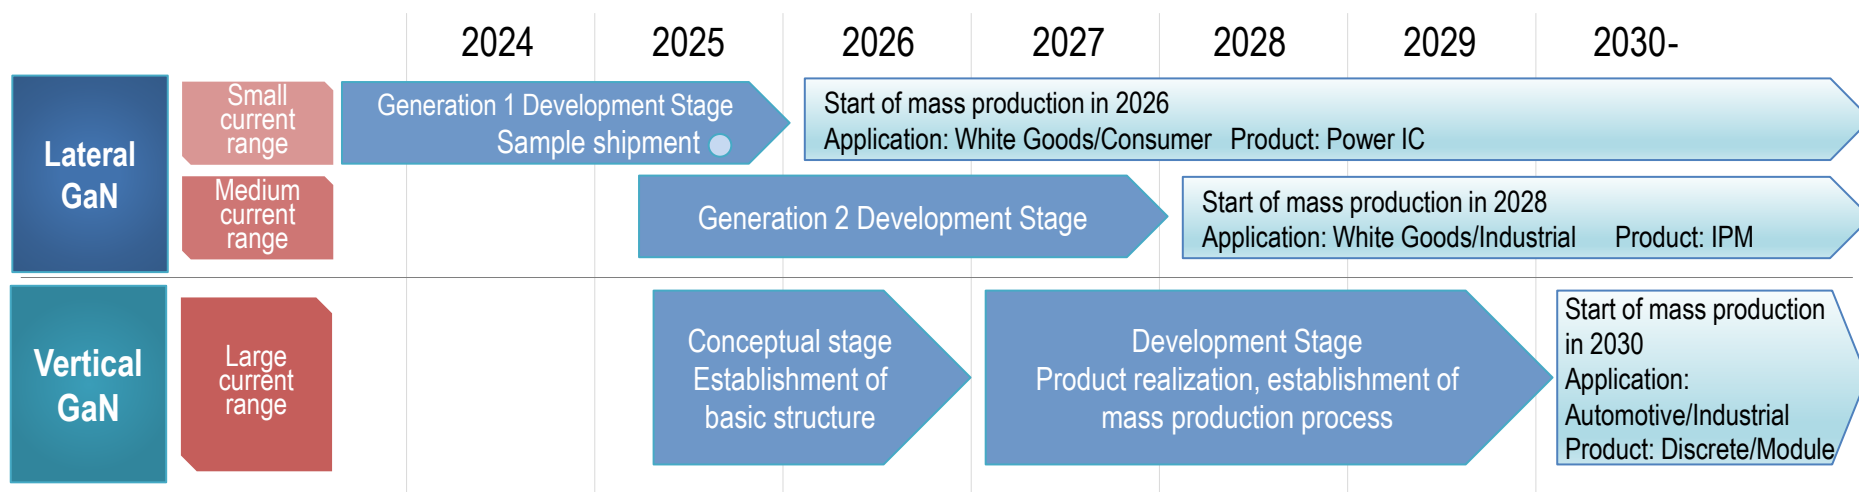 2024 2025 2026 2027 2028 2029 2030-
Lateral
GaN
Small
current
range
Generation 1 Development Stage
Sample shipment
Start of mass production in 2026
Application: White Goods/Consumer Product: Power IC
Medium
current
range
Generation 2 Development Stage
Start of mass production in 2028
Application: White Goods/Industrial Product: IPM
Vertical
GaN
Large
current
range
Conceptual stage
Establishment of
basic structure
Development Stage
Product realization, establishment of
mass production process
Start of mass production
in 2030
Application:
Automotive/Industrial
Product: Discrete/Module